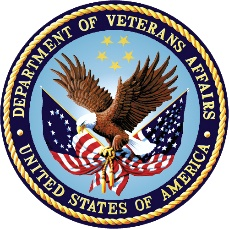 DEPARTMENT OF VETERANS AFFAIRS
UNITED STATES OF AMERICA